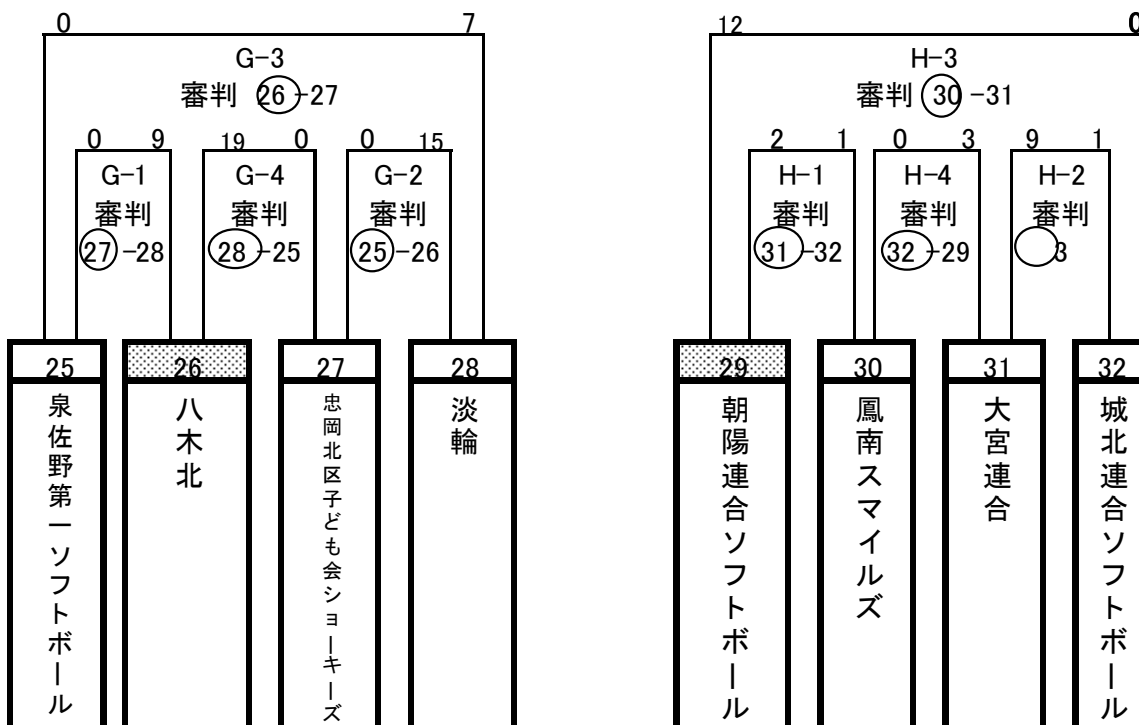 0 7
G-3
審判 26-27
0 9 19 0 0 15
G-1 G-4 G-2
審判 審判 審判
27-28 28-25 25-26
25 26 27 28
泉佐野第一ソフトボール
八木北
忠岡北区子ども会ショーキーズ
淡輪
12 0
H-3
審判 30-31
2 1 0 3 9 1
H-1 H-4 H-2
審判 審判 審判
31-32 32-29 3
29 30 31 32
朝陽連合ソフトボール
鳳南スマイルズ
大宮連合
城北連合ソフトボール